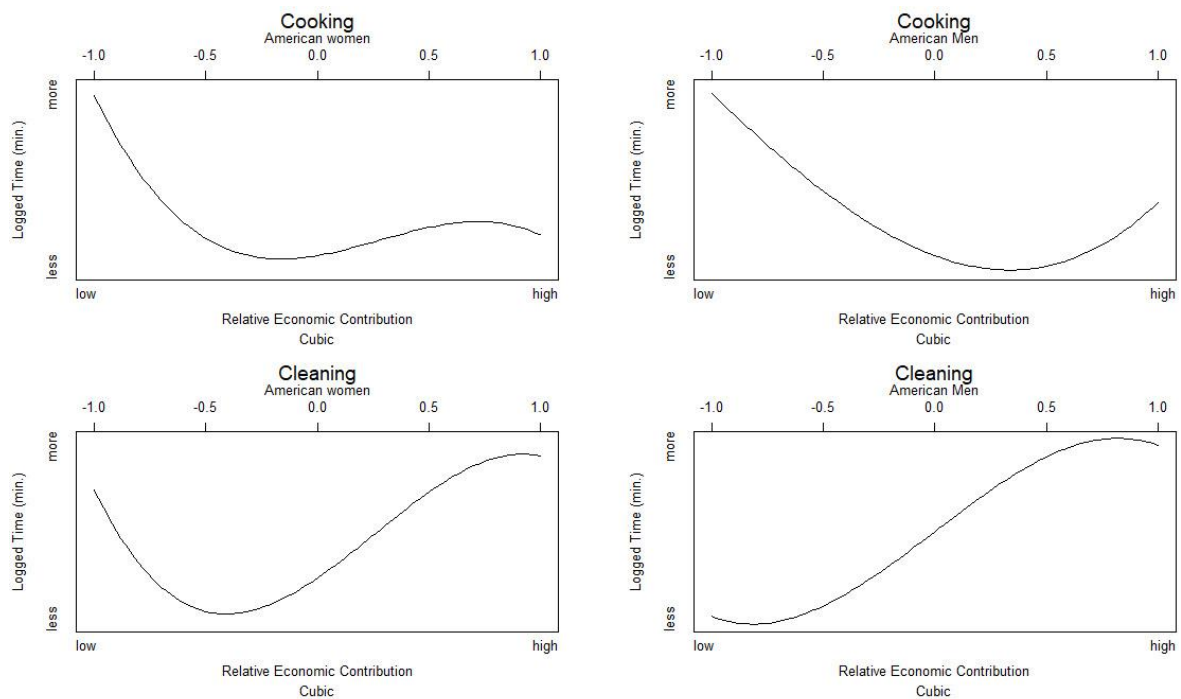 Cooking
American women
-1.0 -0.5 0.0 0.5 1.0
more
Logged Time (min.)
less
low high
Relative Economic Contribution
Cubic
Cooking
American Men
-1.0 -0.5 0.0 0.5 1.0
more
Logged Time (min.)
less
low high
Relative Economic Contribution
Cubic
Cleaning
American women
-1.0 -0.5 0.0 0.5 1.0
more
Logged Time (min.)
less
low high
Relative Economic Contribution
Cubic
Cleaning
American Men
-1.0 -0.5 0.0 0.5 1.0
more
Logged Time (min.)
less
low high
Relative Economic Contribution
Cubic